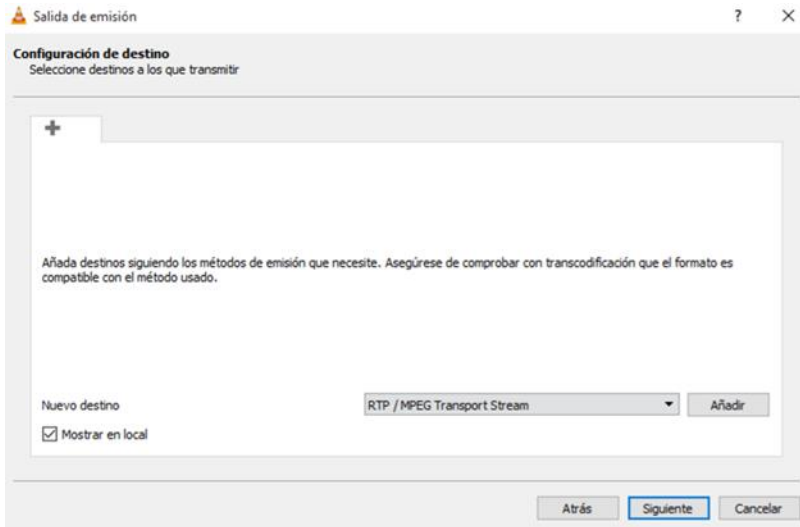 Salida de emisión
?
Configuración de destino
Seleccione destinos a los que transmitir
Añada destinos siguiendo los métodos de emisión que necesite. Asegúrese de comprobar con transcodificación que el formato es
compatible con el método usado.
Nuevo destino
RTP / MPEG Transport Stream
Añadir
Mostrar en local
Atrás
Siguiente
Cancelar